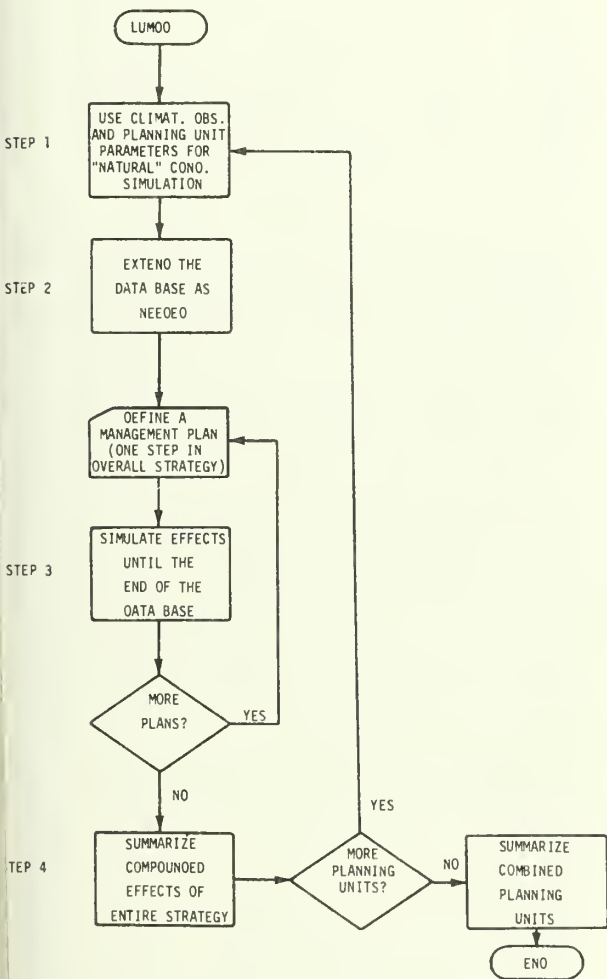 LUMOO
STEP 1
USE CLIMAT. OBS.
AND PLANNING UNIT
PARAMETERS FOR
"NATURAL" CONO.
SIMULATION
STEP 2
EXTENO THE
DATA BASE AS
NEEOEO
OEFINE A
MANAGEMENT PLAN
(ONE STEP IN
OVERALL STRATEGY)
STEP 3
SIMULATE EFFECTS
UNTIL THE
END OF THE
OATA BASE
MORE
PLANS?
YES
NO
YES
TEP 4
SUMMARIZE
COMPOUNOED
EFFECTS OF
ENTIRE STRATEGY
MORE
PLANNING
UNITS?
NO
SUMMARIZE
COMBINED
PLANNING
UNITS
ENO